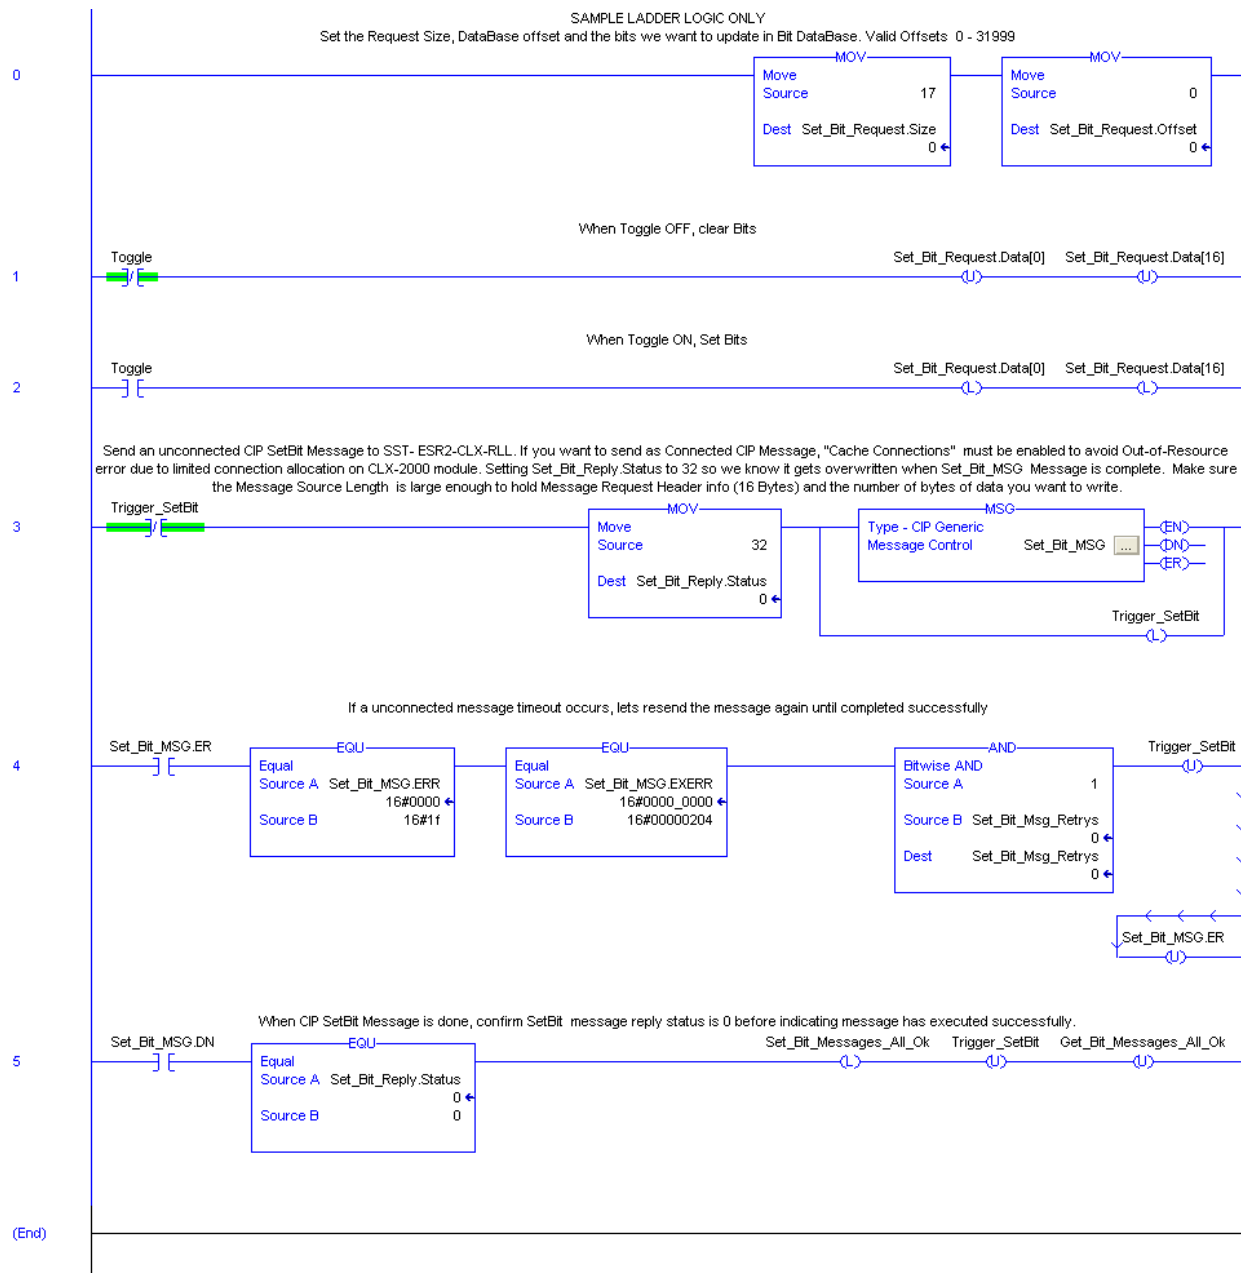 SAMPLE LADDER LOGIC ONLY
Set the Request Size, DataBase offset and the bits we want to update in Bit DataBase. Valid Offsets 0 - 31999
0
MOV
Move
Source 17
Dest Set_Bit_Request.Size
0
MOV
Move
Source 0
Dest Set_Bit_Request.Offset
0
When Toggle OFF, clear Bits
1
Toggle
/
Set_Bit_Request.Data[0]
U
Set_Bit_Request.Data[16]
U
When Toggle ON, Set Bits
2
Toggle
Set_Bit_Request.Data[0]
L
Set_Bit_Request.Data[16]
L
Send an unconnected CIP SetBit Message to SST- ESR2-CLX-RLL. If you want to send as Connected CIP Message, "Cache Connections" must be enabled to avoid Out-of-Resource
error due to limited connection allocation on CLX-2000 module. Setting Set_Bit_Reply.Status to 32 so we know it gets overwritten when Set_Bit_MSG Message is complete. Make sure
the Message Source Length is large enough to hold Message Request Header info (16 Bytes) and the number of bytes of data you want to write.
3
Trigger_SetBit
/
MOV
Move
Source 32
Dest Set_Bit_Reply.Status
0
MSG
Type - CIP Generic
Message Control Set_Bit_MSG ...
EN
DN
ER
Trigger_SetBit
L
If a unconnected message timeout occurs, lets resend the message again until completed successfully
4
Set_Bit_MSG.ER
EQU
Equal
Source A Set_Bit_MSG.ERR
16#0000
Source B 16#1f
EQU
Equal
Source A Set_Bit_MSG.EXERR
16#0000_0000
Source B 16#00000204
AND
Bitwise AND
Source A 1
Source B Set_Bit_Msg_Retrys
0
Dest Set_Bit_Msg_Retrys
0
Trigger_SetBit
U
Set_Bit_MSG.ER
U
When CIP SetBit Message is done, confirm SetBit message reply status is 0 before indicating message has executed successfully.
5
Set_Bit_MSG.DN
EQU
Equal
Source A Set_Bit_Reply.Status
0
Source B 0
Set_Bit_Messages_All_Ok
L
Trigger_SetBit
U
Get_Bit_Messages_All_Ok
U
(End)